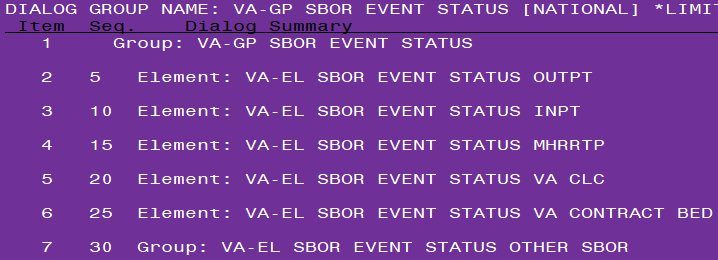 DIALOG GROUP NAME: VA-GP SBOR EVENT STATUS [NATIONAL] *LIMIT
Item Seq. Dialog Summary
1 Group: VA-GP SBOR EVENT STATUS
2 5 Element: VA-EL SBOR EVENT STATUS OUTPT
3 10 Element: VA-EL SBOR EVENT STATUS INPT
4 15 Element: VA-EL SBOR EVENT STATUS MHRRTP
5 20 Element: VA-EL SBOR EVENT STATUS VA CLC
6 25 Element: VA-EL SBOR EVENT STATUS VA CONTRACT BED
7 30 Group: VA-EL SBOR EVENT STATUS OTHER SBOR